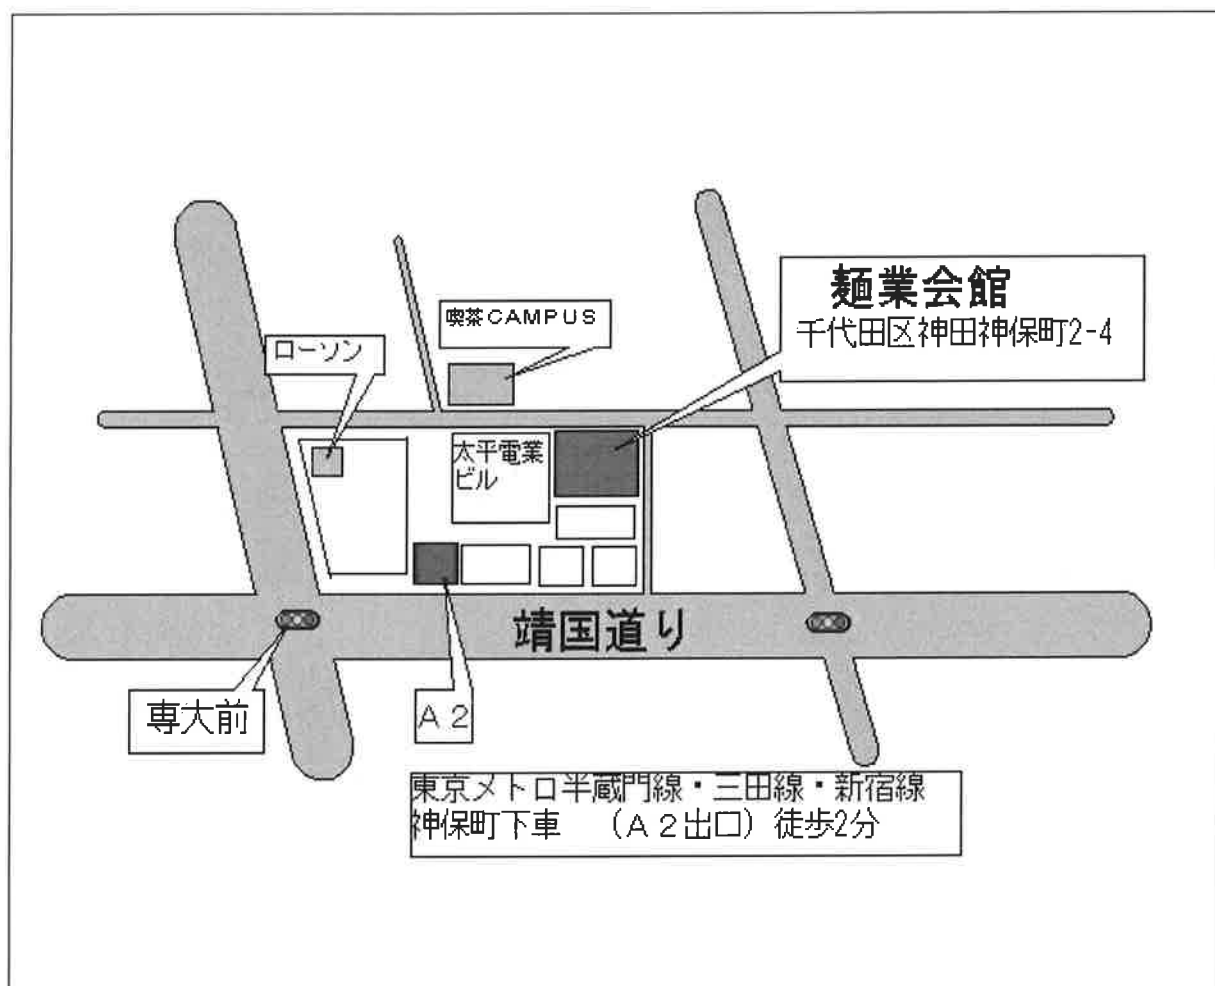 麺業会館
千代田区神田神保町2-4
喫茶CAMPUS
ローソン
太平電業
ビル
靖国道り
専大前
A2
東京メトロ半蔵門線・三田線・新宿線
神保町下車　（A2出口）徒歩2分